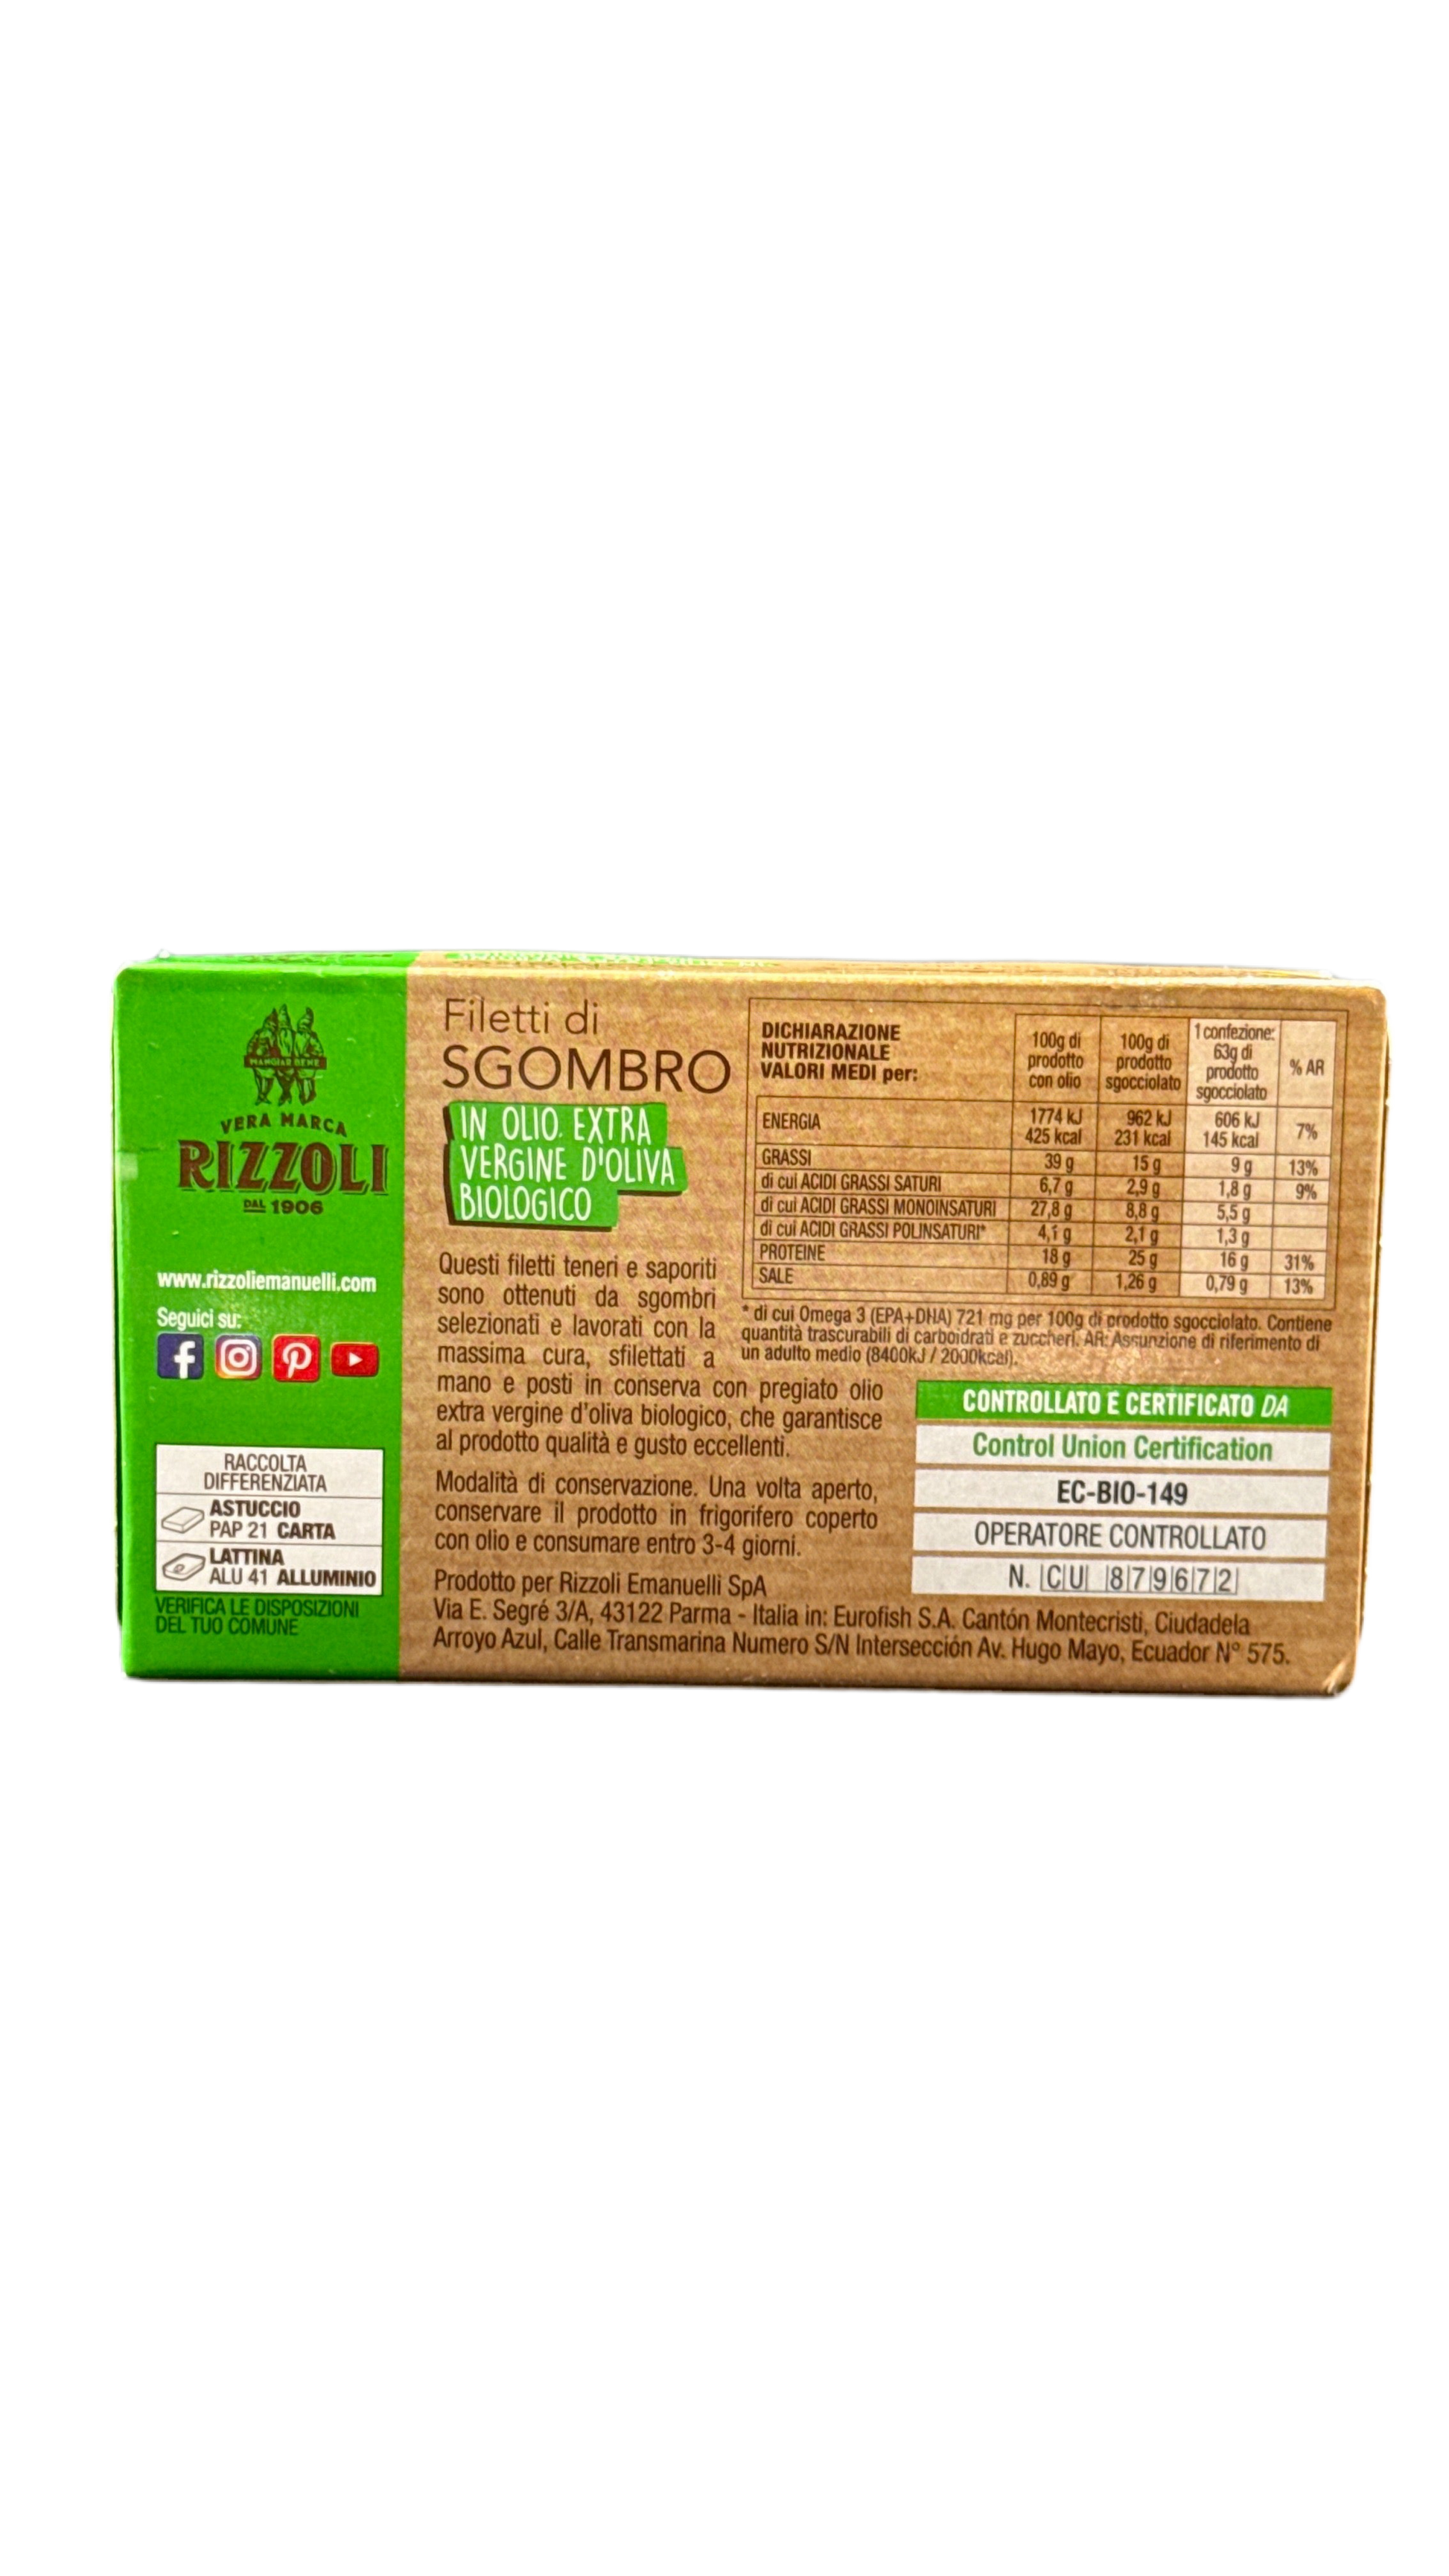 MANGIAR BENE
VERA MARCA
RIZZOLI
DAL 1906
www.rizzoliemanuelli.com
Seguici su:
RACCOLTA
DIFFERENZIATA
ASTUCCIO
PAP 21 CARTA
LATTINA
ALU 41 ALLUMINIO
VERIFICA LE DISPOSIZIONI
DEL TUO COMUNE
Filetti di
SGOMBRO
IN OLIO EXTRA
VERGINE D'OLIVA
BIOLOGICO
Questi filetti teneri e saporiti
sono ottenuti da sgombri
selezionati e lavorati con la
massima cura, sfilettati a
mano e posti in conserva con pregiato olio
extra vergine d'oliva biologico, che garantisce
al prodotto qualità e gusto eccellenti.
Modalità di conservazione. Una volta aperto,
conservare il prodotto in frigorifero coperto
con olio e consumare entro 3-4 giorni.
DICHIARAZIONE
NUTRIZIONALE
VALORI MEDI per:
100g di
prodotto
con olio
100g di
prodotto
sgocciolato
1 confezione:
63g di
prodotto
sgocciolato
% AR
ENERGIA 1774 kJ 962 kJ 606 kJ
425 kcal 231 kcal 145 kcal 7%
GRASSI 39 g 15 g 9 g 13%
di cui ACIDI GRASSI SATURI 6,7 g 2,9 g 1,8 g 9%
di cui ACIDI GRASSI MONOINSATURI 27,8 g 8,8 g 5,5 g
di cui ACIDI GRASSI POLINSATURI* 4,1 g 2,1 g 1,3 g
PROTEINE 18 g 25 g 16 g 31%
SALE 0,89 g 1,26 g 0,79 g 13%
* di cui Omega 3 (EPA+DHA) 721 mg per 100g di prodotto sgocciolato. Contiene
quantità trascurabili di carboidrati e zuccheri. AR: Assunzione di riferimento di
un adulto medio (8400kJ / 2000kcal).
CONTROLLATO E CERTIFICATO DA
Control Union Certification
EC-BIO-149
OPERATORE CONTROLLATO
N. CU 879672
Prodotto per Rizzoli Emanuelli SpA
Via E. Segré 3/A, 43122 Parma - Italia in: Eurofish S.A. Cantón Montecristi, Ciudadela
Arroyo Azul, Calle Transmarina Numero S/N Intersección Av. Hugo Mayo, Ecuador N° 575.